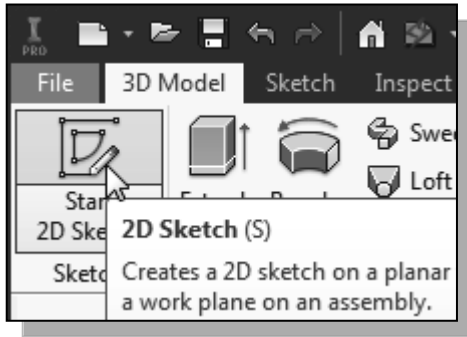 I
PRO
File 3D Model Sketch Inspect
Swe
Loft
Star
2D Ske
Sketc
2D Sketch (S)
Creates a 2D sketch on a planar
a work plane on an assembly.